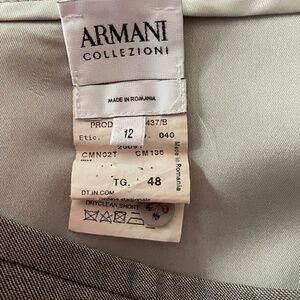 ARMANI
COLLEZIONI
MADE IN ROMANIA
PROD 437/B
Etic. 12 040
CMN02T CM136
TG. 48
Made in Romania
DT.IN.COM
DRYCLEAN,SHORT